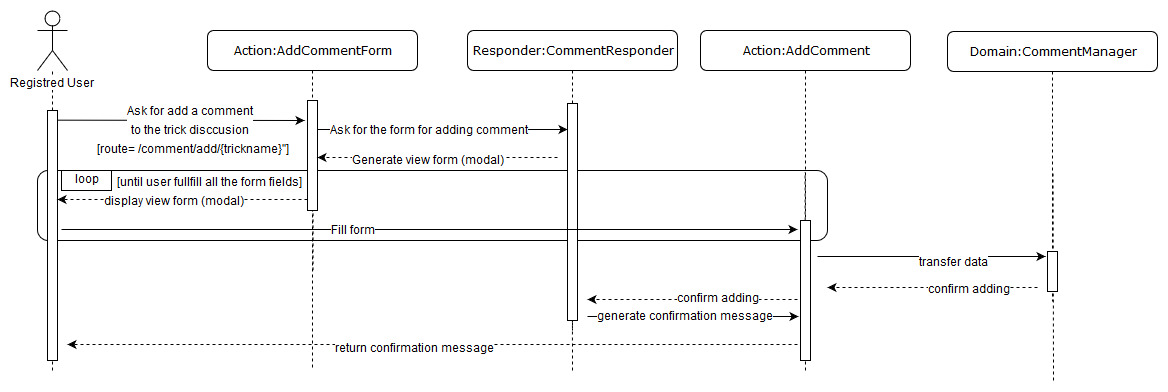 Action:AddCommentForm
Responder:CommentResponder
Action:AddComment
Domain:CommentManager
Registred User
Ask for add a comment
to the trick disccusion
[route= /comment/add/{trickname}"]
Ask for the form for adding comment
Generate view form (modal)
loop
[until user fullfill all the form fields]
display view form (modal)
Fill form
transfer data
confirm adding
confirm adding
generate confirmation message
return confirmation message